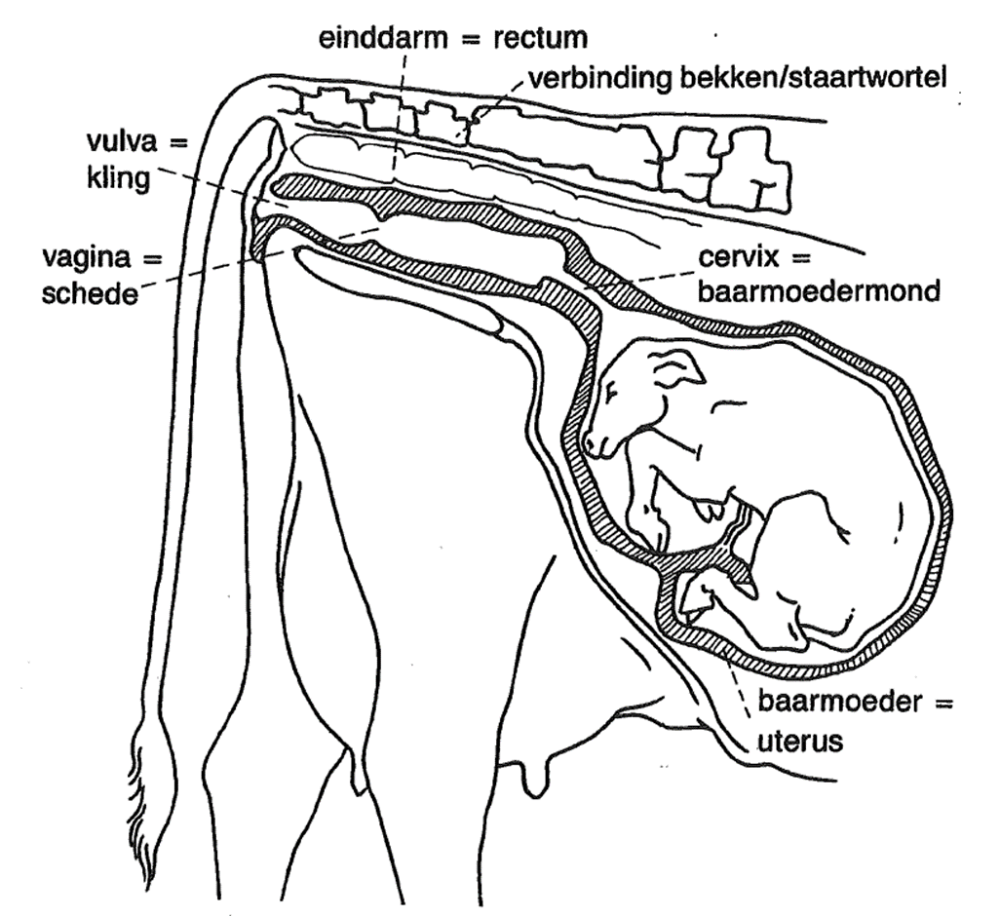 einddarm = rectum
verbinding bekken/staartwortel
vulva =
kling
vagina =
schede
cervix =
baarmoedermond
baarmoeder =
uterus